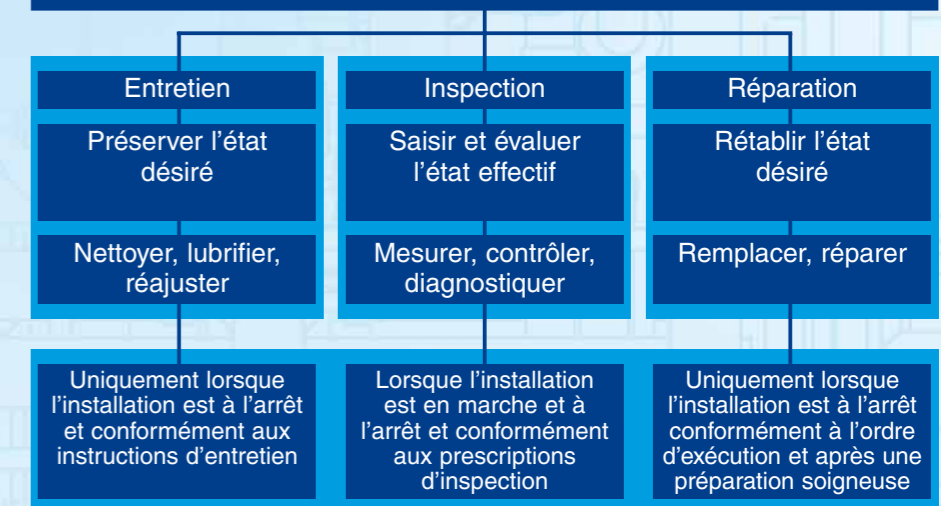 Entretien
Préserver l'état
désiré
Nettoyer, lubrifier,
réajuster
Uniquement lorsque
l'installation est à l'arrêt
et conformément aux
instructions d'entretien
Inspection
Saisir et évaluer
l'état effectif
Mesurer, contrôler,
diagnostiquer
Lorsque l'installation
est en marche et à
l'arrêt et conformément
aux prescriptions
d'inspection
Réparation
Rétablir l'état
désiré
Remplacer, réparer
Uniquement lorsque
l'installation est à l'arrêt
conformément à l'ordre
d'exécution et après une
préparation soigneuse